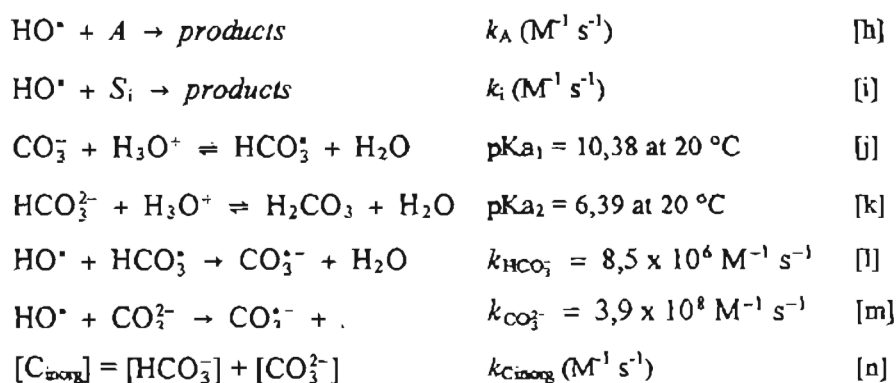 HO• + A → products k_A (M⁻¹ s⁻¹) [h]
HO• + S_i → products k_i (M⁻¹ s⁻¹) [i]
CO₃⁻ + H₃O⁺ ⇌ HCO₃• + H₂O pKa₁ = 10,38 at 20 °C [j]
HCO₃²⁻ + H₃O⁺ ⇌ H₂CO₃ + H₂O pKa₂ = 6,39 at 20 °C [k]
HO• + HCO₃• → CO₃•⁻ + H₂O k_HCO₃⁻ = 8,5 x 10⁶ M⁻¹ s⁻¹ [l]
HO• + CO₃²⁻ → CO₃•⁻ + . k_CO₃²⁻ = 3,9 x 10⁸ M⁻¹ s⁻¹ [m]
[C_inorg] = [HCO₃⁻] + [CO₃²⁻] k_Cinorg (M⁻¹ s⁻¹) [n]